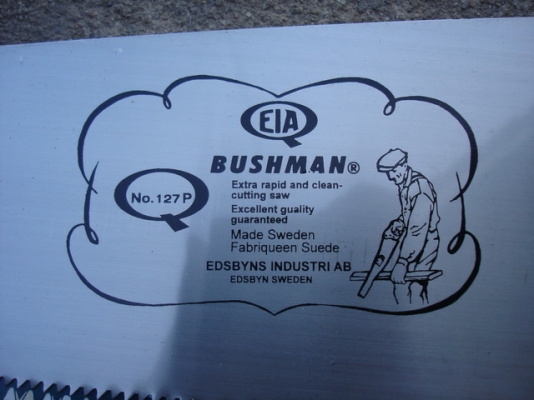 EIA
BUSHMAN®
No. 127 P
Extra rapid and clean-
cutting saw
Excellent quality
guaranteed
Made Sweden
Fabriqueen Suede
EDSBYNS INDUSTRI AB
EDSBYN SWEDEN